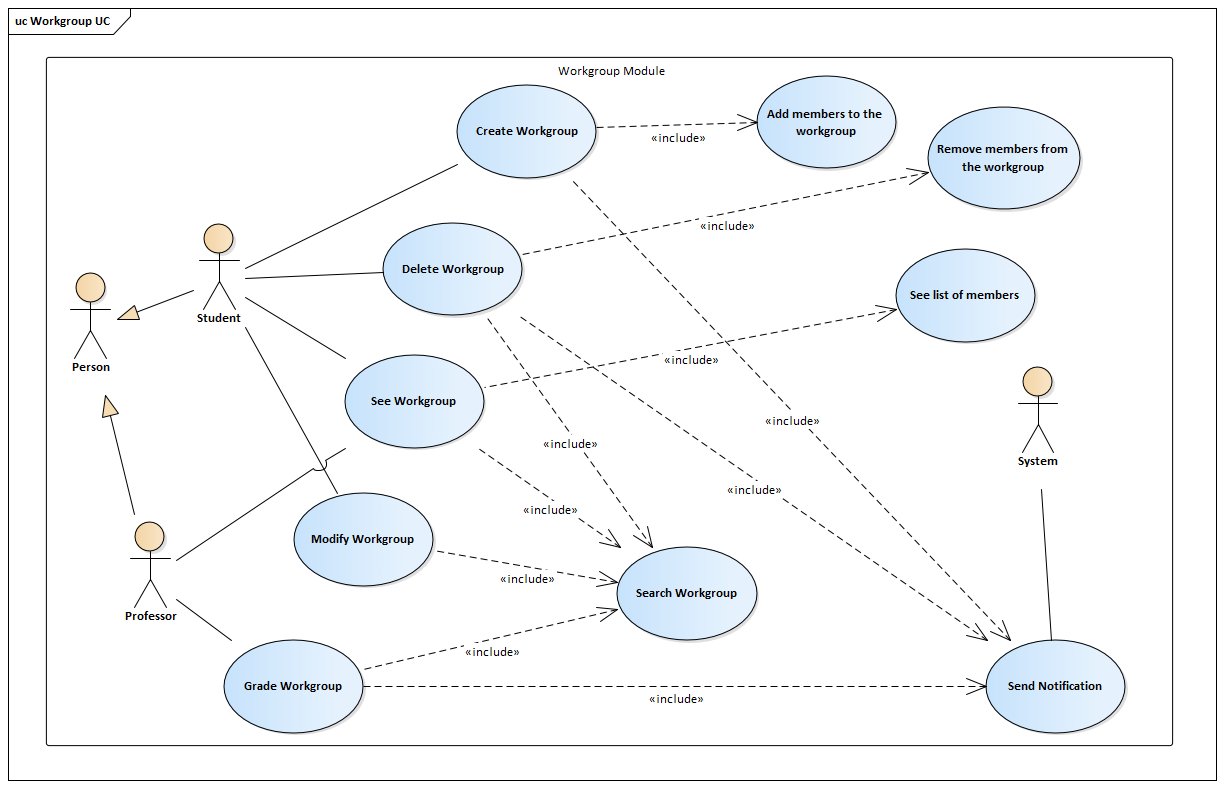 uc Workgroup UC
Workgroup Module
Create Workgroup
«include»
Add members to the
workgroup
Remove members from
the workgroup
«include»
Delete Workgroup
See list of members
Student
«include»
Person
See Workgroup
«include»
«include»
System
«include»
«include»
Modify Workgroup
«include»
Search Workgroup
Professor
«include»
Grade Workgroup
Send Notification
«include»